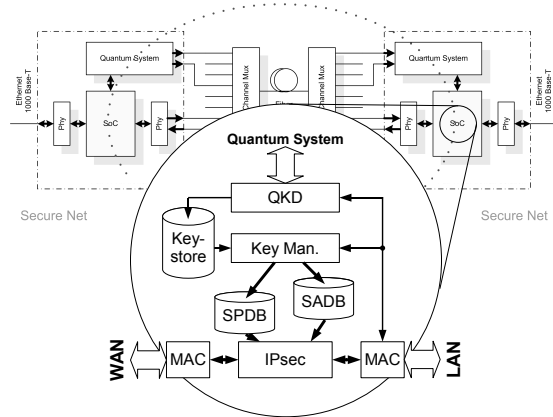 Ethernet
1000 Base-T
Quantum System
Phy
SoC
Phy
Channel Mux
Channel Mux
Quantum System
Phy
SoC
Phy
Ethernet
1000 Base-T
Secure Net
Secure Net
Quantum System
QKD
Key-
store
Key Man.
SPDB
SADB
WAN
MAC
IPsec
MAC
LAN